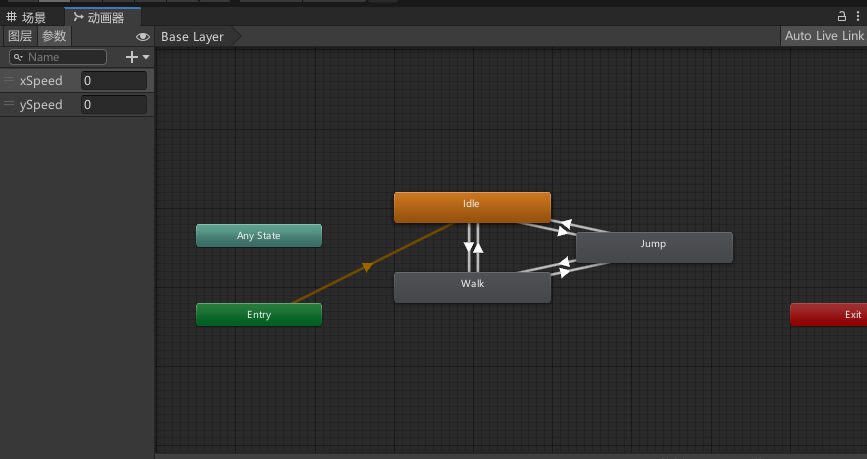 场景 动画器
图层 参数 Base Layer Auto Live Link
Name
xSpeed 0
ySpeed 0
Idle
Any State
Jump
Walk
Entry
Exit